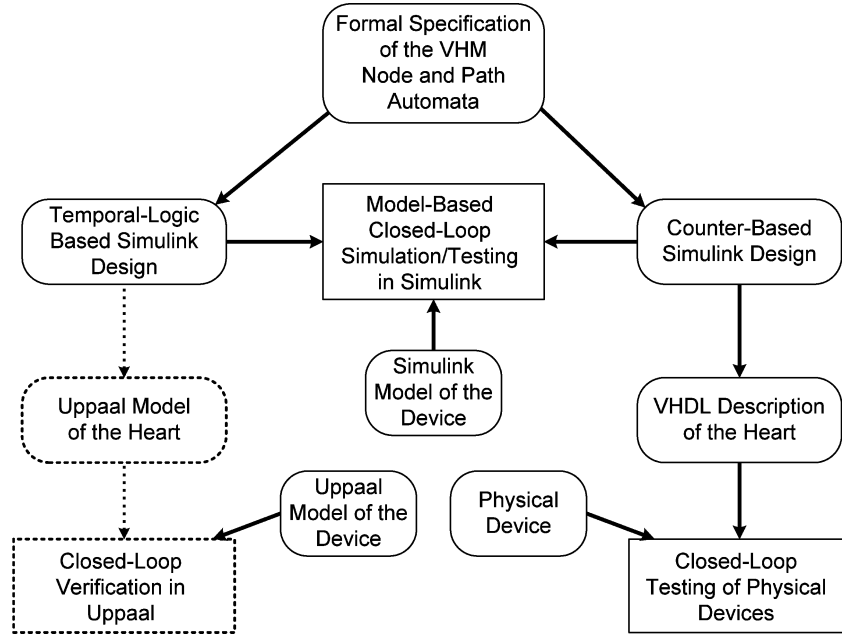 Formal Specification
of the VHM
Node and Path
Automata
Temporal-Logic
Based Simulink
Design
Model-Based
Closed-Loop
Simulation/Testing
in Simulink
Counter-Based
Simulink Design
Simulink
Model of the
Device
Uppaal Model
of the Heart
VHDL Description
of the Heart
Uppaal
Model of the
Device
Physical
Device
Closed-Loop
Verification in
Uppaal
Closed-Loop
Testing of Physical
Devices